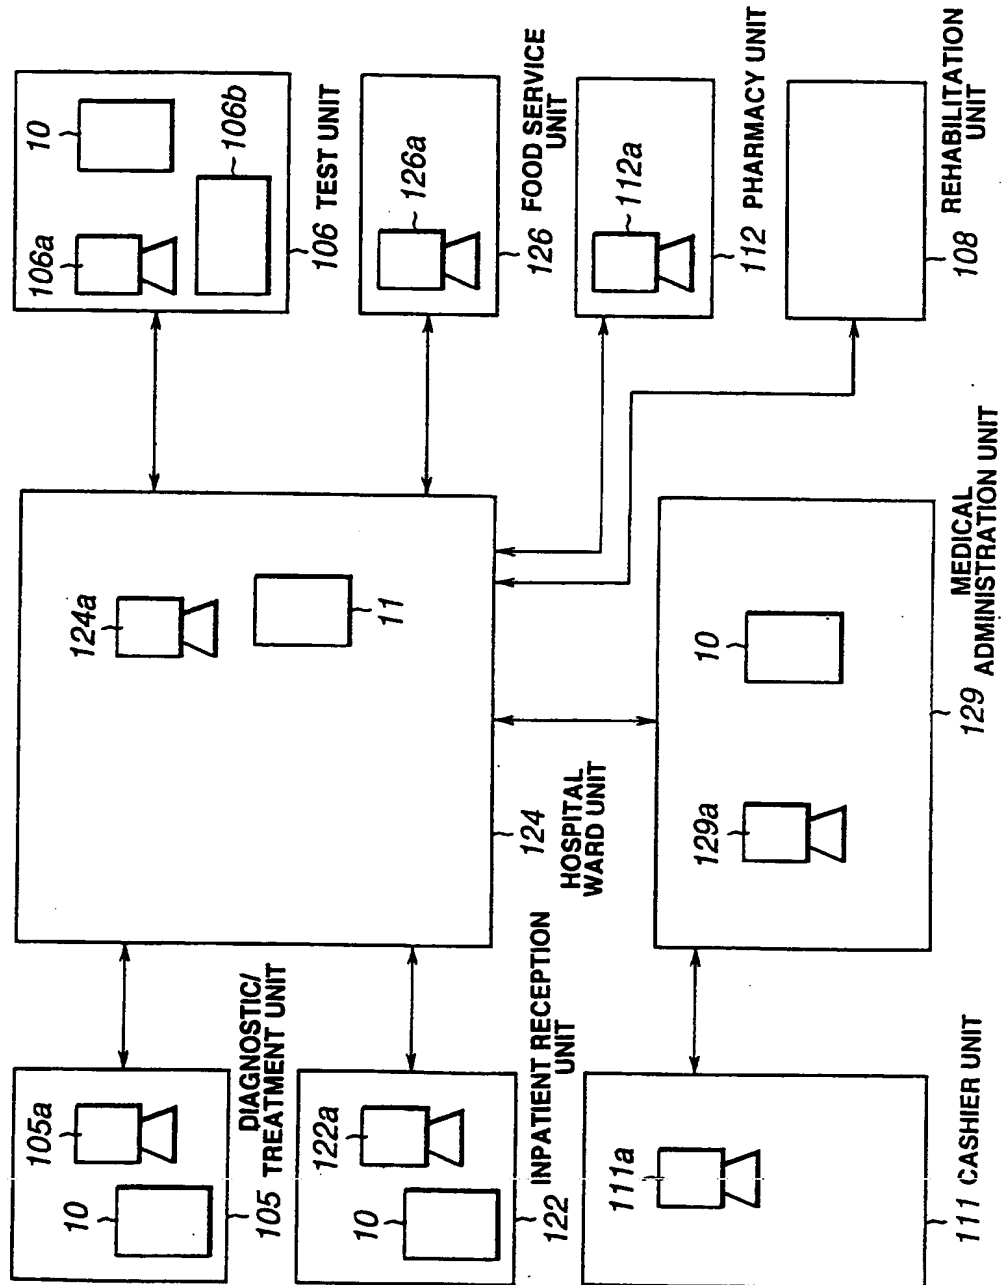 105a
10
105
DIAGNOSTIC/
TREATMENT UNIT
122a
10
122
INPATIENT RECEPTION
UNIT
111a
111 CASHIER UNIT
124a
11
124
HOSPITAL
WARD UNIT
129a
10
129
MEDICAL
ADMINISTRATION UNIT
106a
10
106b
106 TEST UNIT
126a
126
FOOD SERVICE
UNIT
112a
112 PHARMACY UNIT
108
REHABILITATION
UNIT